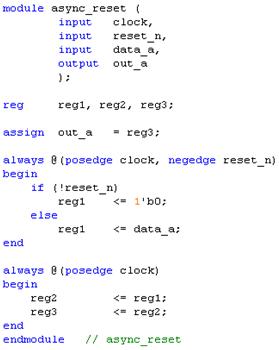 module async_reset (
        input   clock,
        input   reset_n,
        input   data_a,
        output  out_a
        );

reg     reg1, reg2, reg3;

assign  out_a   = reg3;

always @(posedge clock, negedge reset_n)
begin
    if (!reset_n)
        reg1    <= 1'b0;
    else
        reg1    <= data_a;
end

always @(posedge clock)
begin
    reg2        <= reg1;
    reg3        <= reg2;
end
endmodule   // async_reset